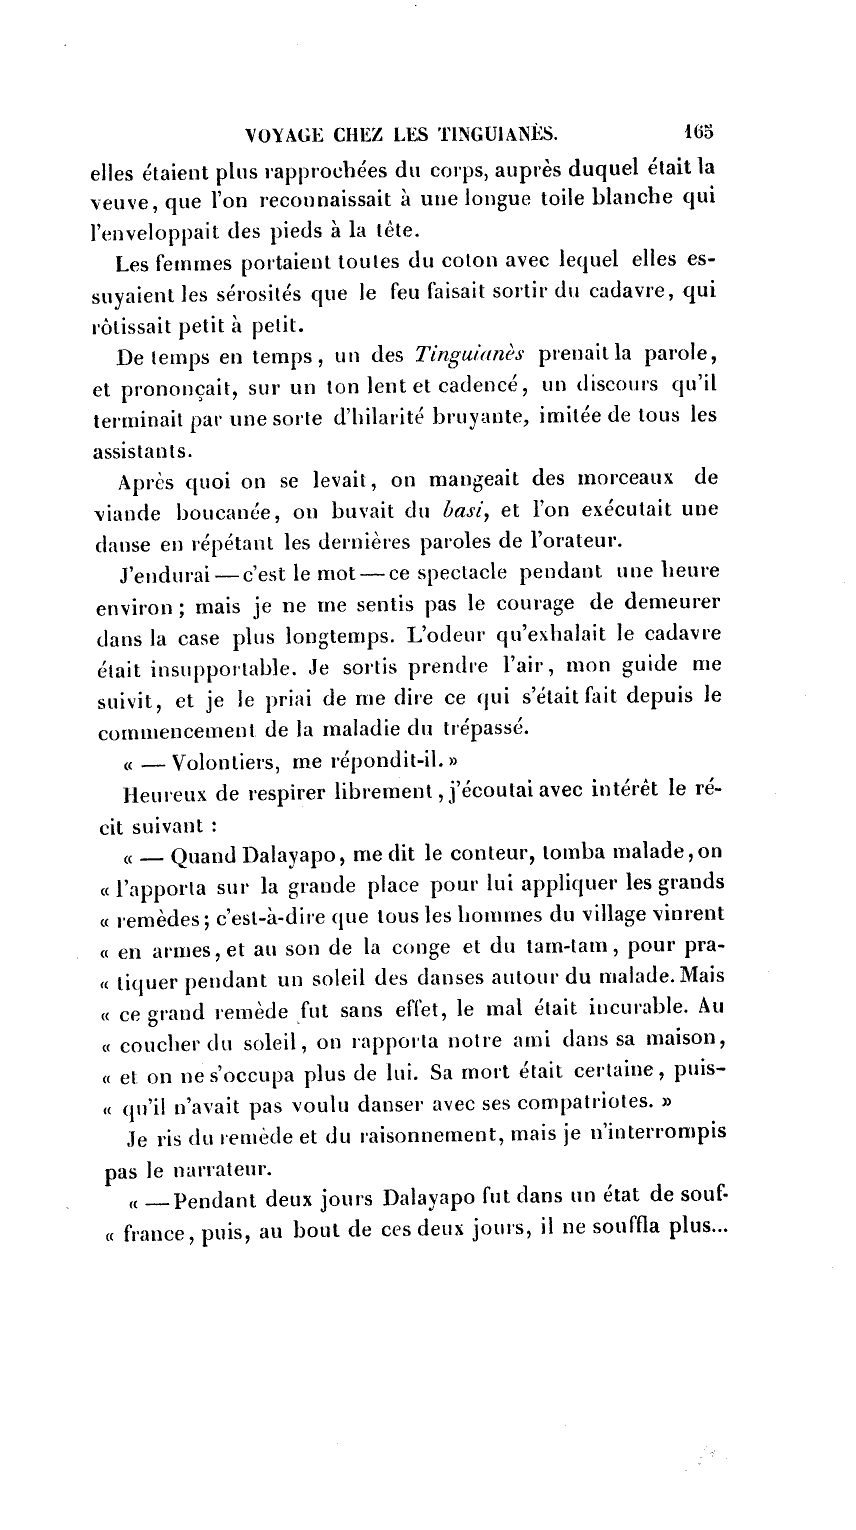 VOYAGE CHEZ LES TINGUIANÈS. 165
elles étaient plus rapprochées du corps, auprès duquel était la
veuve, que l'on reconnaissait à une longue toile blanche qui
l'enveloppait des pieds à la tête.
Les femmes portaient toutes du coton avec lequel elles es-
suyaient les sérosités que le feu faisait sortir du cadavre, qui
rôtissait petit à petit.
De temps en temps, un des Tinguianès prenait la parole,
et prononçait, sur un ton lent et cadencé, un discours qu'il
terminait par une sorte d'hilarité bruyante, imitée de tous les
assistants.
Après quoi on se levait, on mangeait des morceaux de
viande boucanée, on buvait du basi, et l'on exécutait une
danse en répétant les dernières paroles de l'orateur.
J'endurai — c'est le mot — ce spectacle pendant une heure
environ; mais je ne me sentis pas le courage de demeurer
dans la case plus longtemps. L'odeur qu'exhalait le cadavre
était insupportable. Je sortis prendre l'air, mon guide me
suivit, et je le priai de me dire ce qui s'était fait depuis le
commencement de la maladie du trépassé.
« — Volontiers, me répondit-il. »
Heureux de respirer librement, j'écoutai avec intérêt le ré-
cit suivant :
« — Quand Dalayapo, me dit le conteur, tomba malade, on
« l'apporta sur la grande place pour lui appliquer les grands
« remèdes; c'est-à-dire que tous les hommes du village vinrent
« en armes, et au son de la conge et du tam-tam, pour pra-
« tiquer pendant un soleil des danses autour du malade. Mais
« ce grand remède fut sans effet, le mal était incurable. Au
« coucher du soleil, on rapporta notre ami dans sa maison,
« et on ne s'occupa plus de lui. Sa mort était certaine, puis-
« qu'il n'avait pas voulu danser avec ses compatriotes. »
Je ris du remède et du raisonnement, mais je n'interrompis
pas le narrateur.
« — Pendant deux jours Dalayapo fut dans un état de souf-
« france, puis, au bout de ces deux jours, il ne souffla plus...